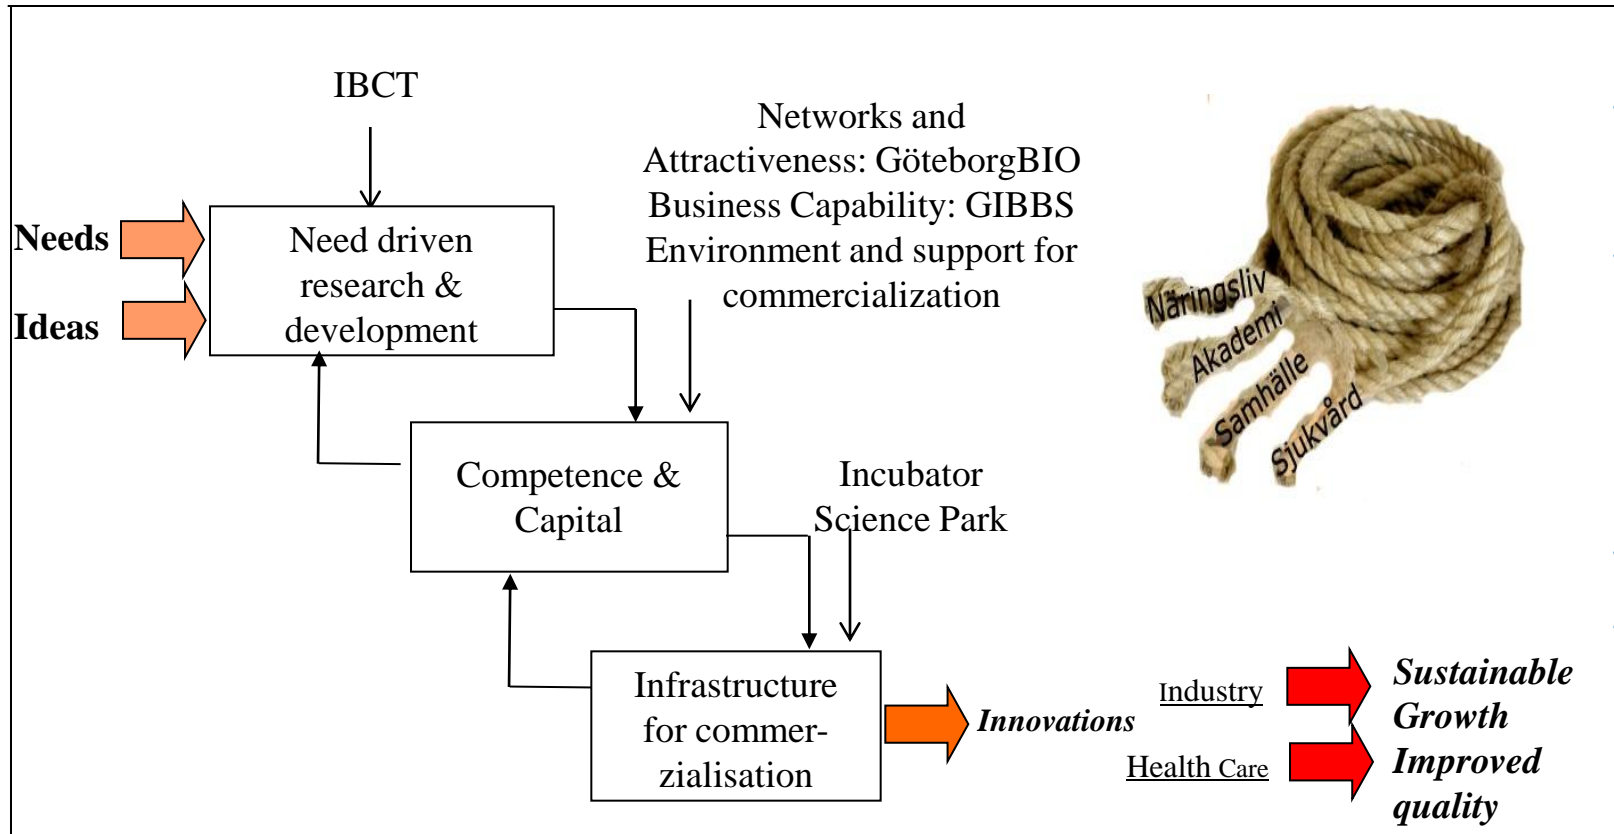 IBCT
Networks and
Attractiveness: GöteborgBIO
Business Capability: GIBBS
Environment and support for
commercialization
Needs
Ideas
Need driven
research &
development
Näringsliv
Akademi
Samhälle
Sjukvård
Competence &
Capital
Incubator
Science Park
Infrastructure
for commer-
zialisation
Innovations
Industry
Health Care
Sustainable
Growth
Improved
quality